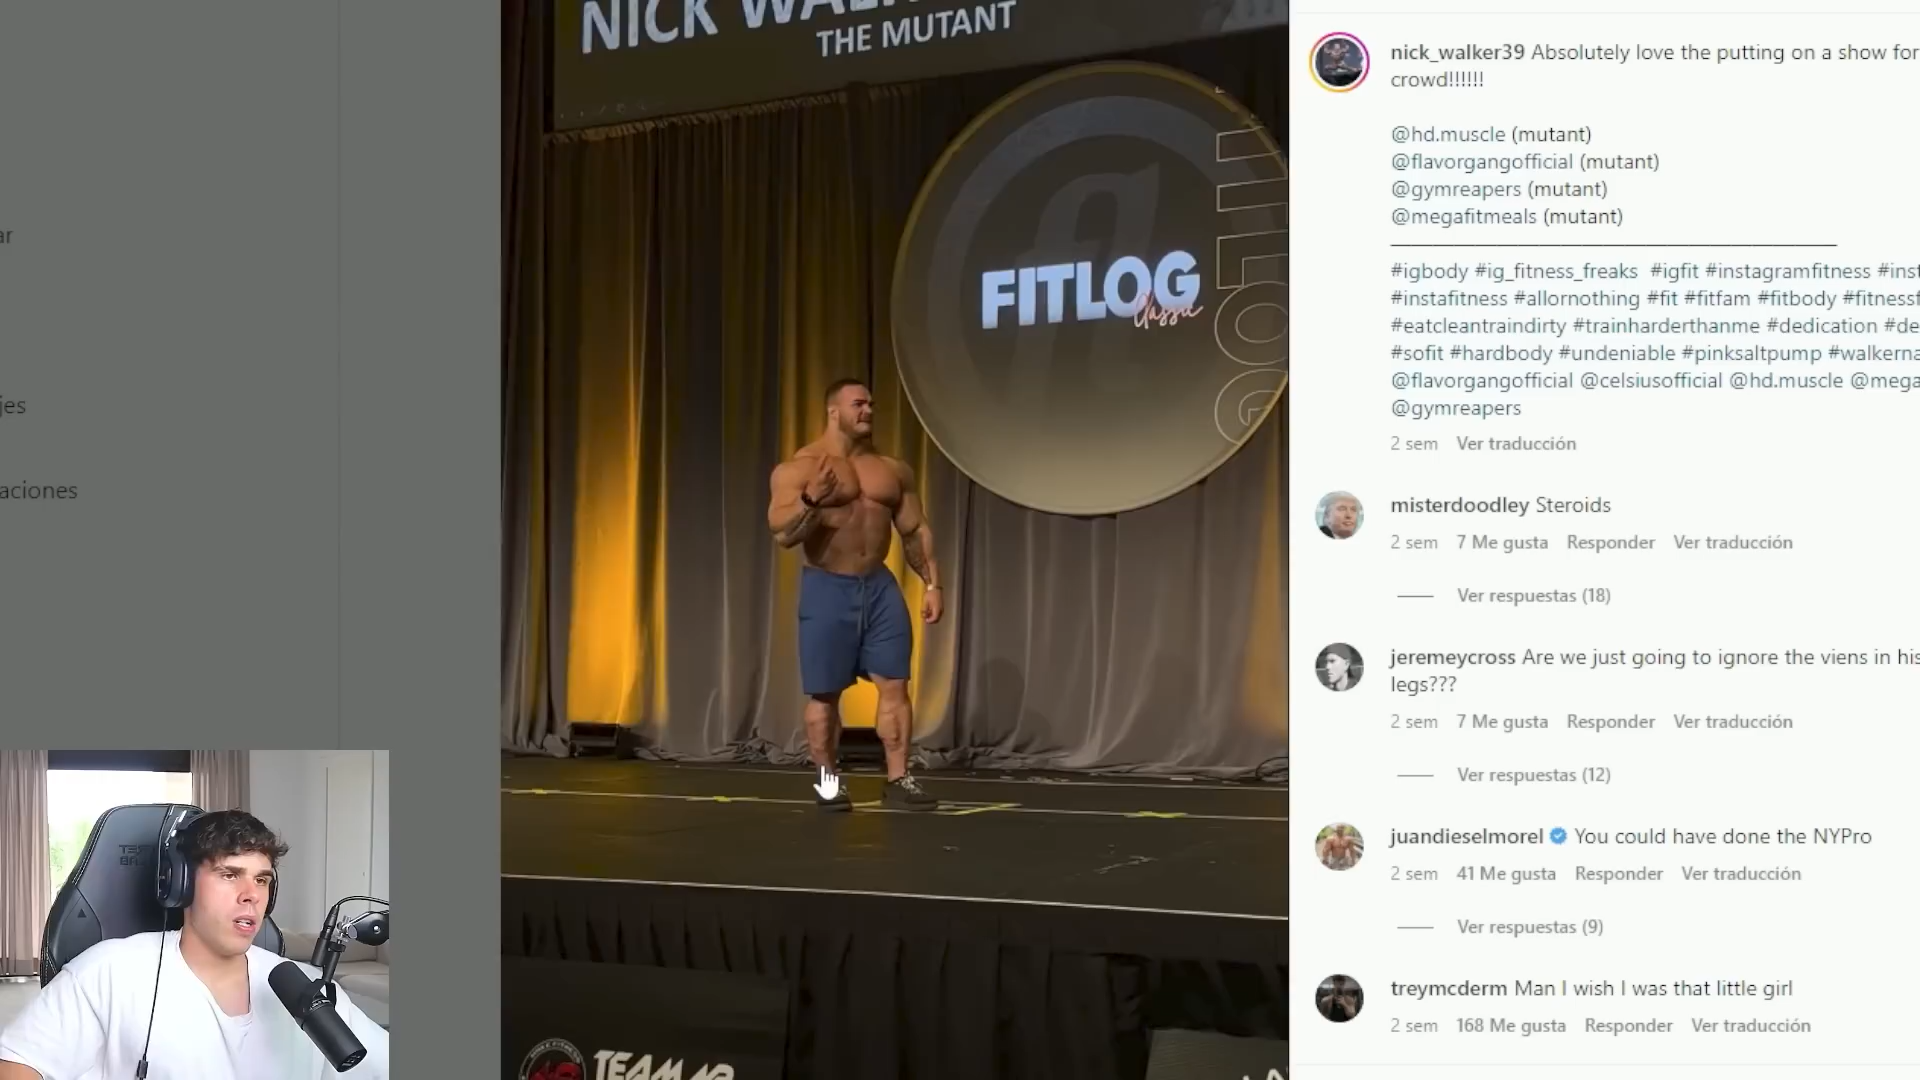 NICK
THE MUTANT
FITLOG
Classic
FITLOG
TEAM
ar
jes
aciones
nick_walker39 Absolutely love the putting on a show for
crowd!!!!!!
@hd.muscle (mutant)
@flavorgangofficial (mutant)
@gymreapers (mutant)
@megafitmeals (mutant)
#igbody #ig_fitness_freaks #igfit #instagramfitness #inst
#instafitness #allornothing #fit #fitfam #fitbody #fitnessf
#eatcleantraindirty #trainharderthanme #dedication #de
#sofit #hardbody #undeniable #pinksaltpump #walkerna
@flavorgangofficial @celsiusofficial @hd.muscle @mega
@gymreapers
2 sem Ver traducción
misterdoodley Steroids
2 sem 7 Me gusta Responder Ver traducción
Ver respuestas (18)
jeremeycross Are we just going to ignore the viens in his
legs???
2 sem 7 Me gusta Responder Ver traducción
Ver respuestas (12)
juandieselmorel You could have done the NYPro
2 sem 41 Me gusta Responder Ver traducción
Ver respuestas (9)
treymcderm Man I wish I was that little girl
2 sem 168 Me gusta Responder Ver traducción